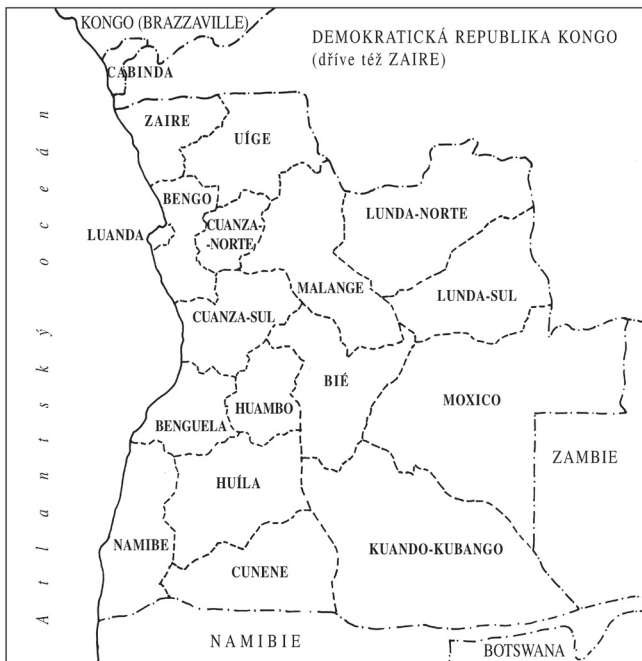 KONGO (BRAZZAVILLE)
DEMOKRATICKÁ REPUBLIKA KONGO
(dříve též ZAIRE)
CABINDA
ZAIRE
UÍGE
BENGO
LUNDA-NORTE
CUANZA-
-NORTE
LUANDA
MALANGE
LUNDA-SUL
CUANZA-SUL
BIÉ
MOXICO
HUAMBO
BENGUELA
ZAMBIE
HUÍLA
NAMIBE
KUANDO-KUBANGO
CUNENE
NAMIBIE
BOTSWANA
Atlantský oceán